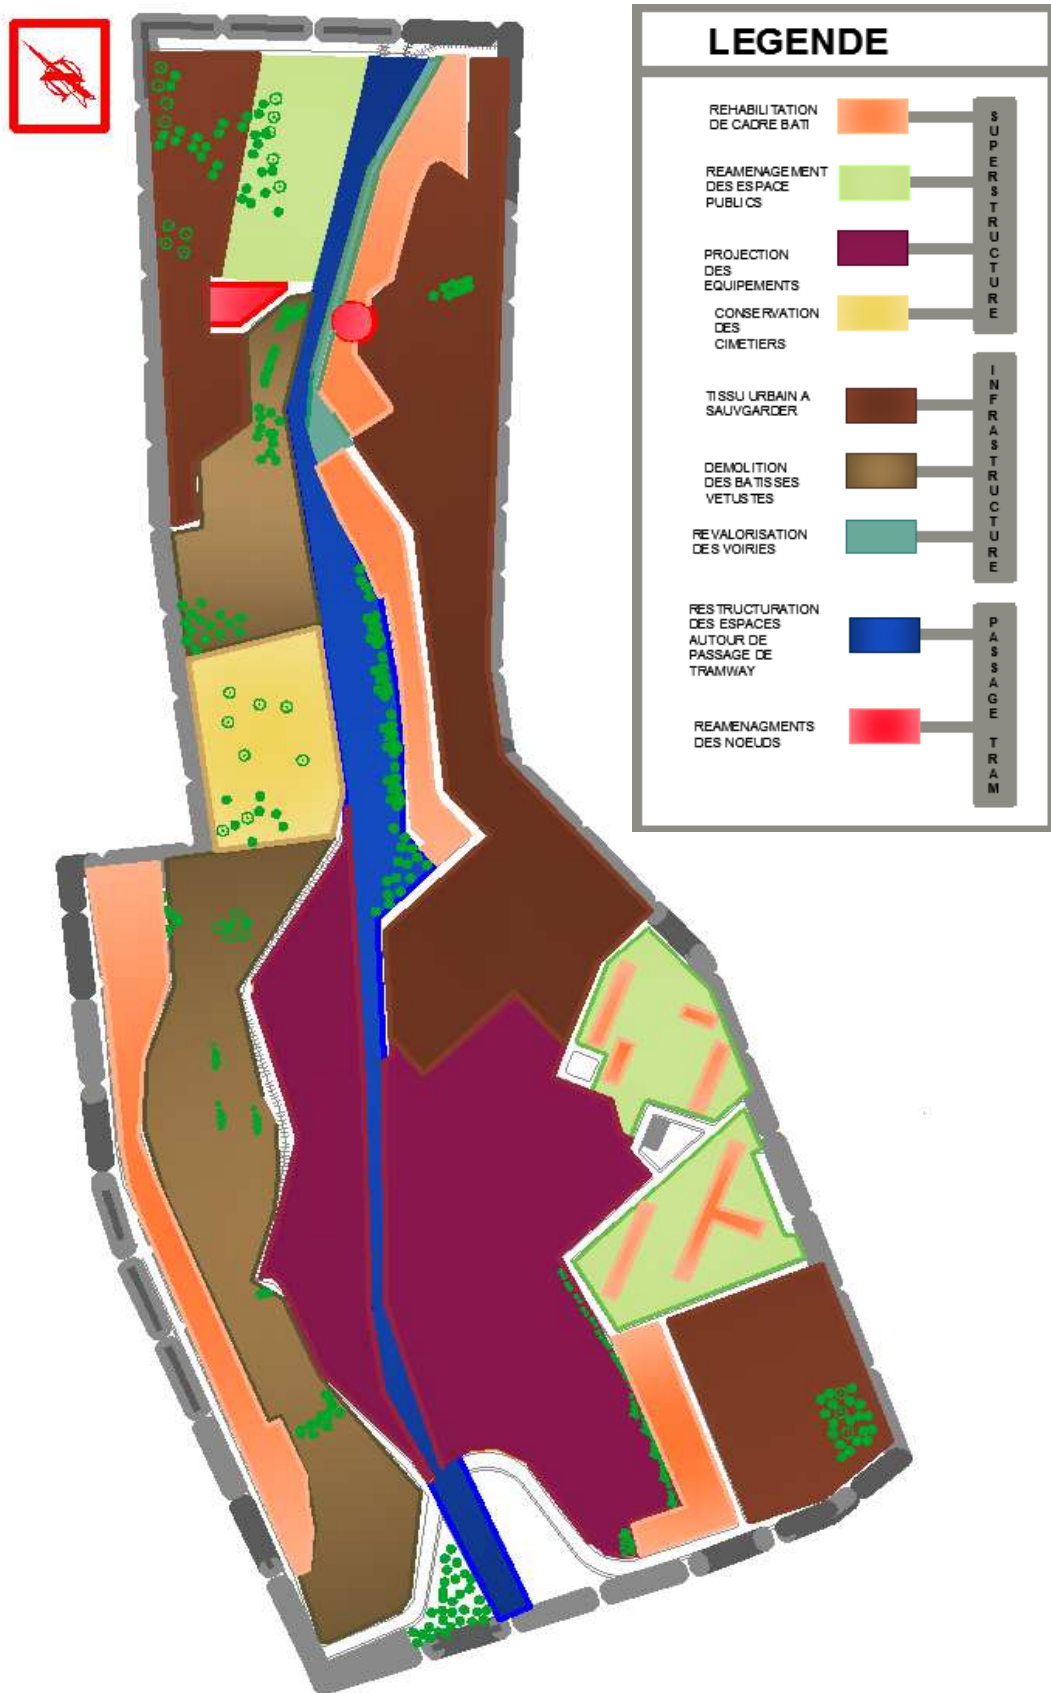 LEGENDE
REHABILITATION
DE CADRE BATI
REAMENAGEMENT
DES ESPACE
PUBLICS
PROJECTION
DES
EQUIPEMENTS
CONSERVATION
DES
CIMETIERS
SUPERSTRUCTURE
TISSU URBAIN A
SAUVGARDER
DEMOLITION
DES BATISSES
VETUSTES
REVALORISATION
DES VOIRIES
INFRASTRUCTURE
RESTRUCTURATION
DES ESPACES
AUTOUR DE
PASSAGE DE
TRAMWAY
REAMENAGMENTS
DES NOEUDS
PASSAGE TRAM